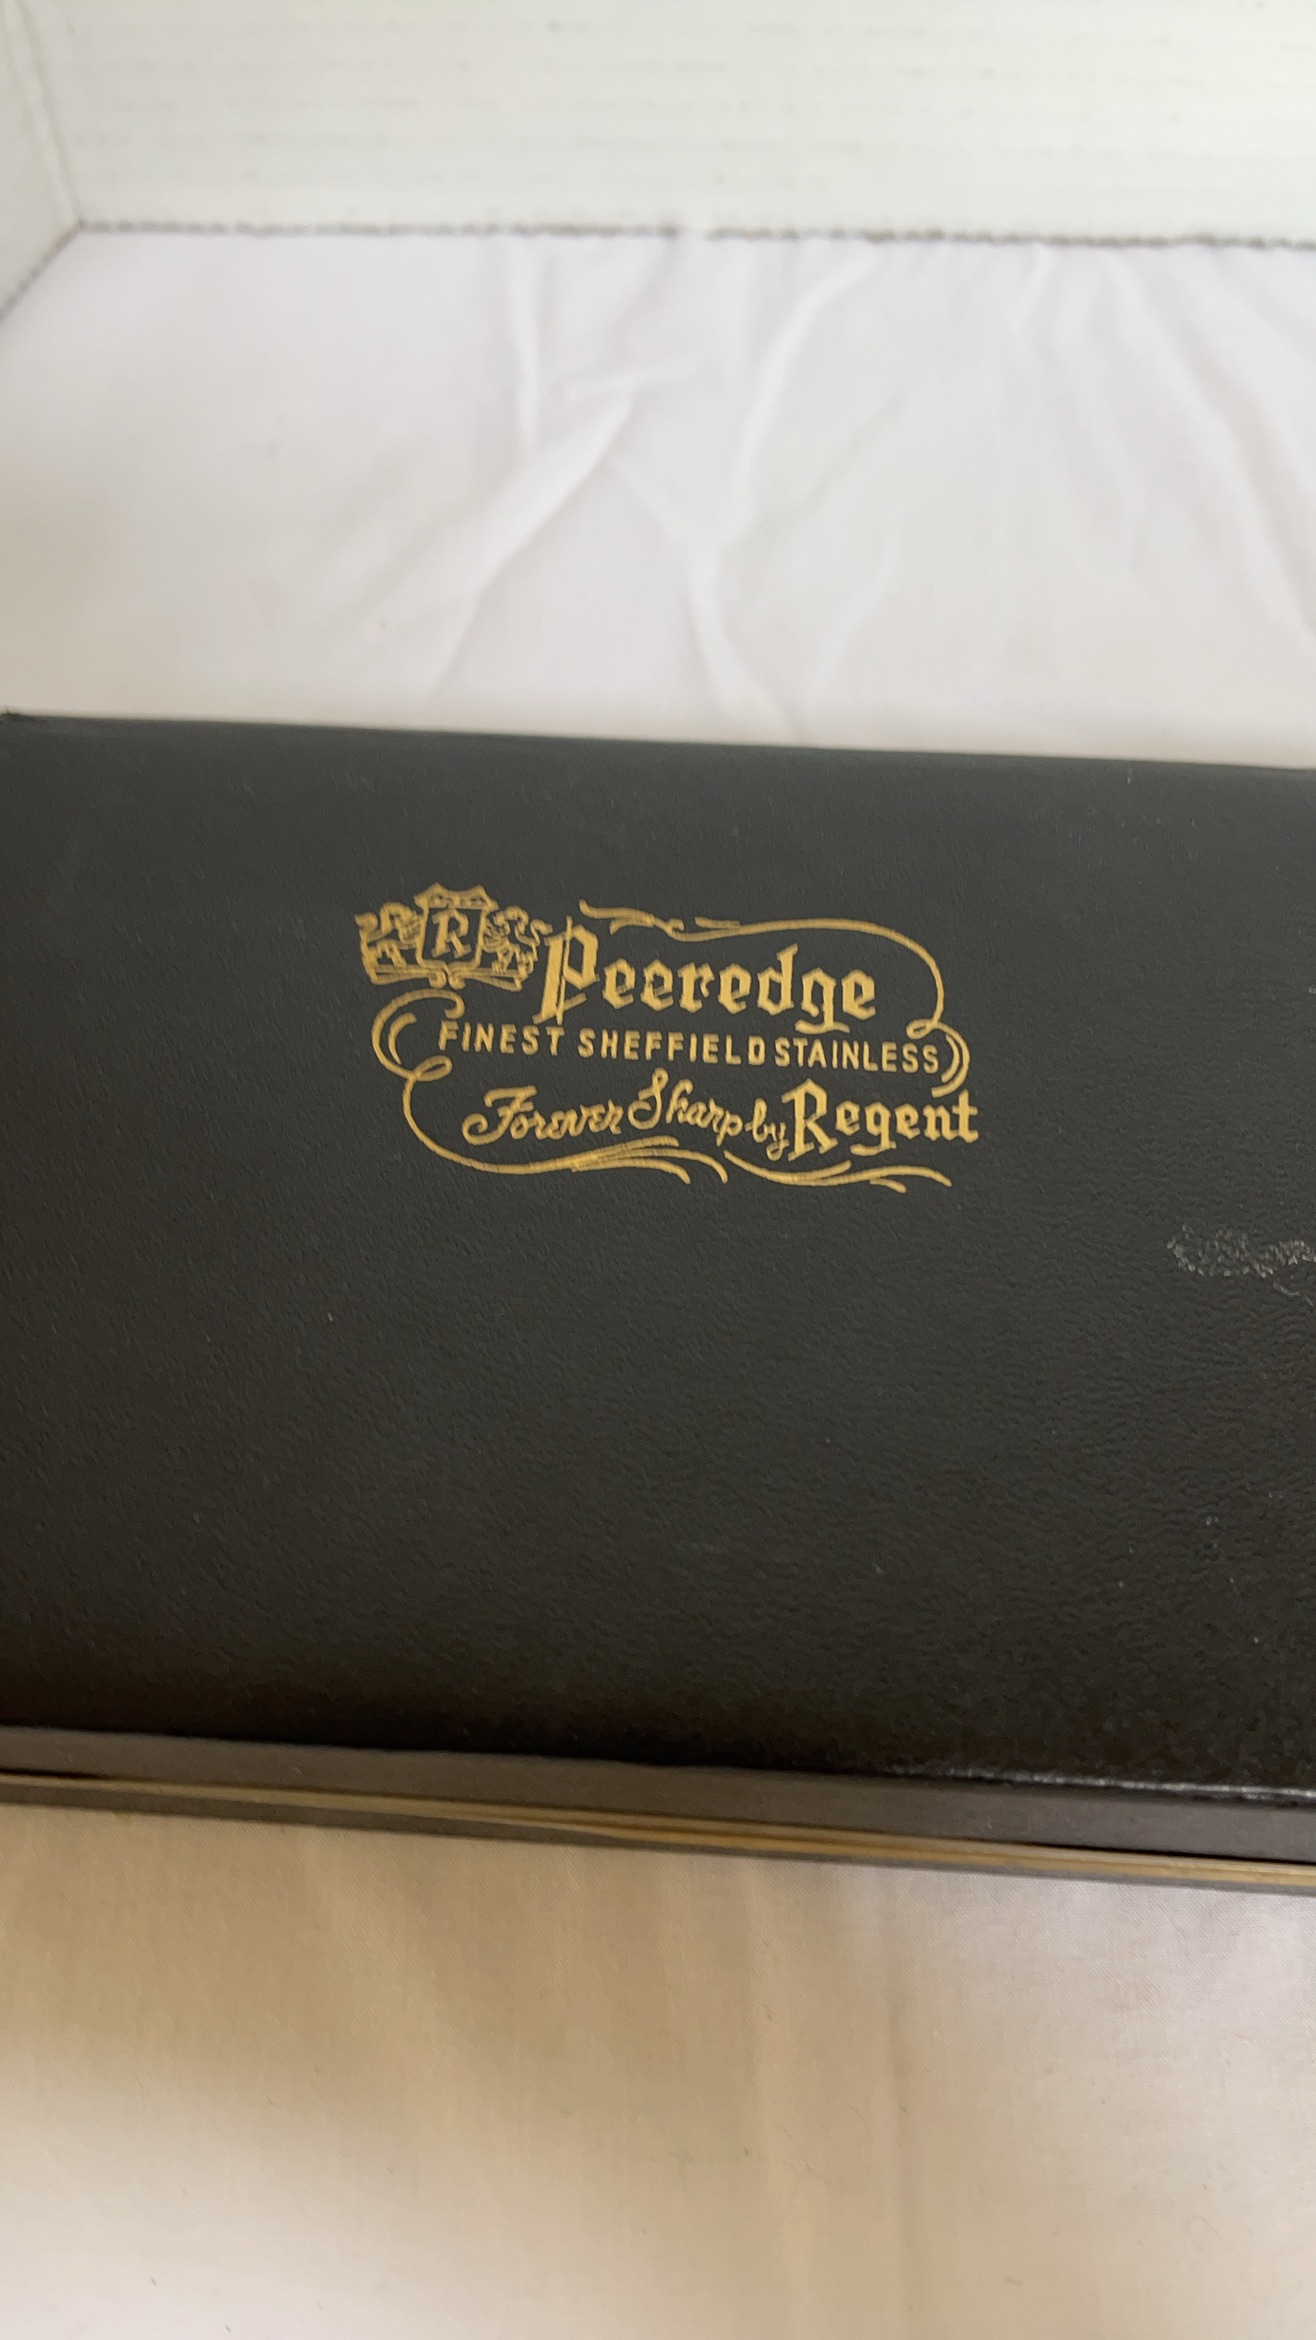 R
Peeredge
FINEST SHEFFIELD STAINLESS
Forever Sharp by Regent